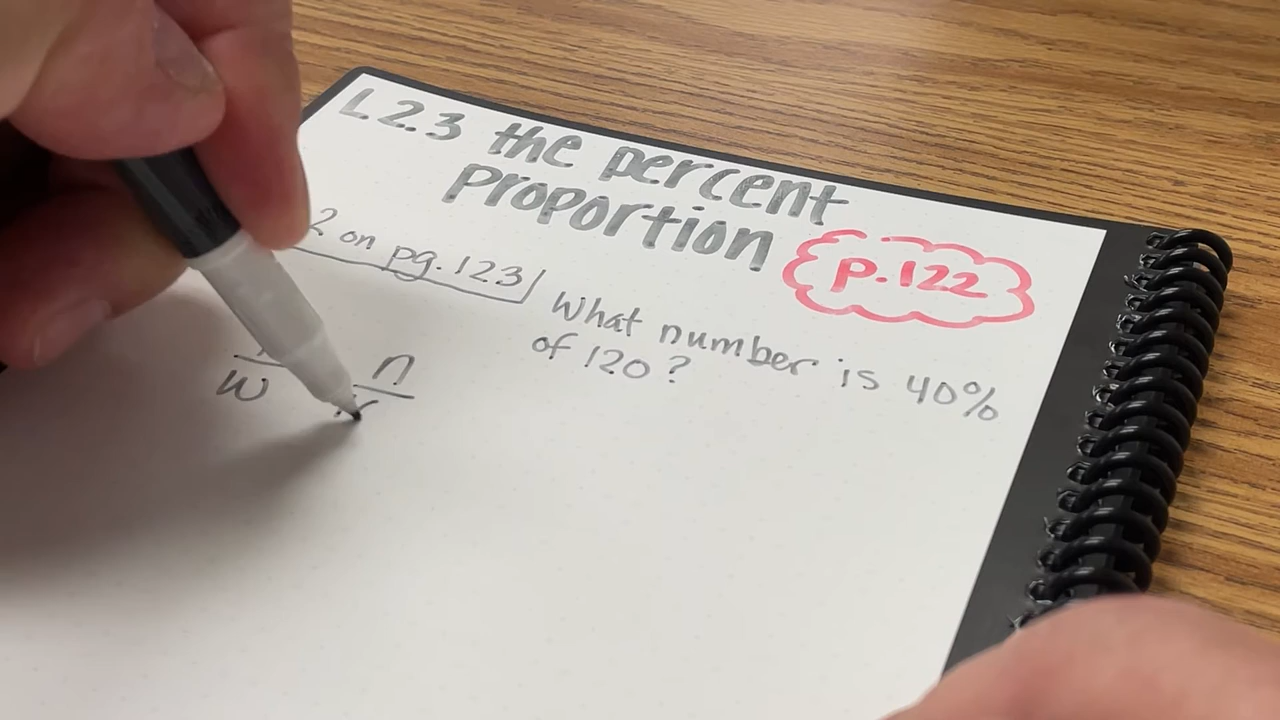 L2.3 the percent
proportion
p.122
2 on pg.123
What number is 40%
of 120?
n
w